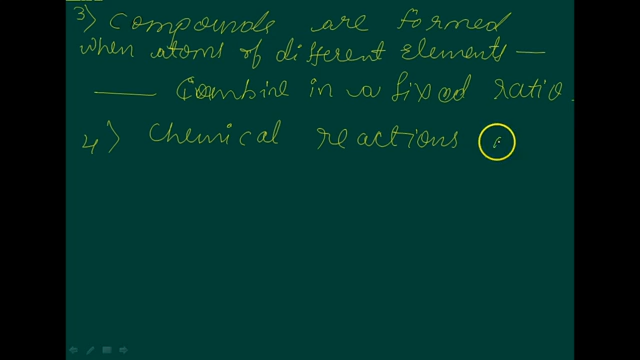 3) Compounds are formed
when atoms of different Elements —
— Combine in a fixed ratio.
4) Chemical reactions